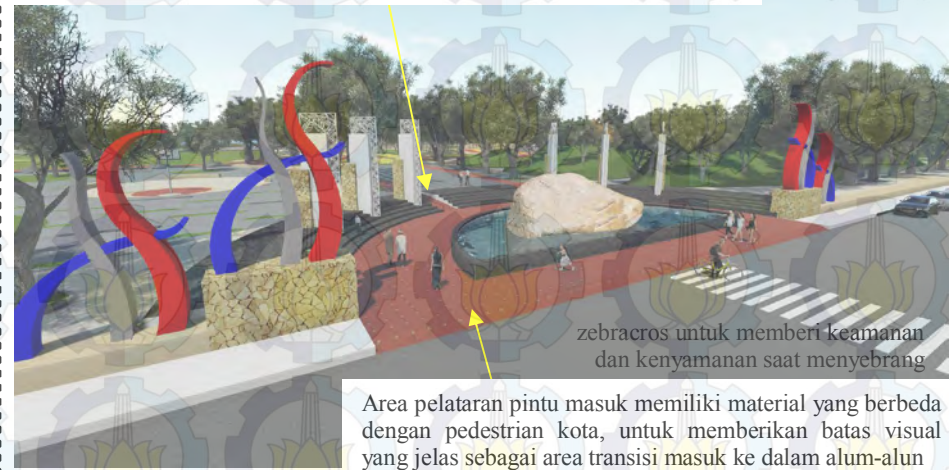 zebracros untuk memberi keamanan
dan kenyamanan saat menyebrang
Area pelataran pintu masuk memiliki material yang berbeda
dengan pedestrian kota, untuk memberikan batas visual
yang jelas sebagai area transisi masuk ke dalam alum-alun